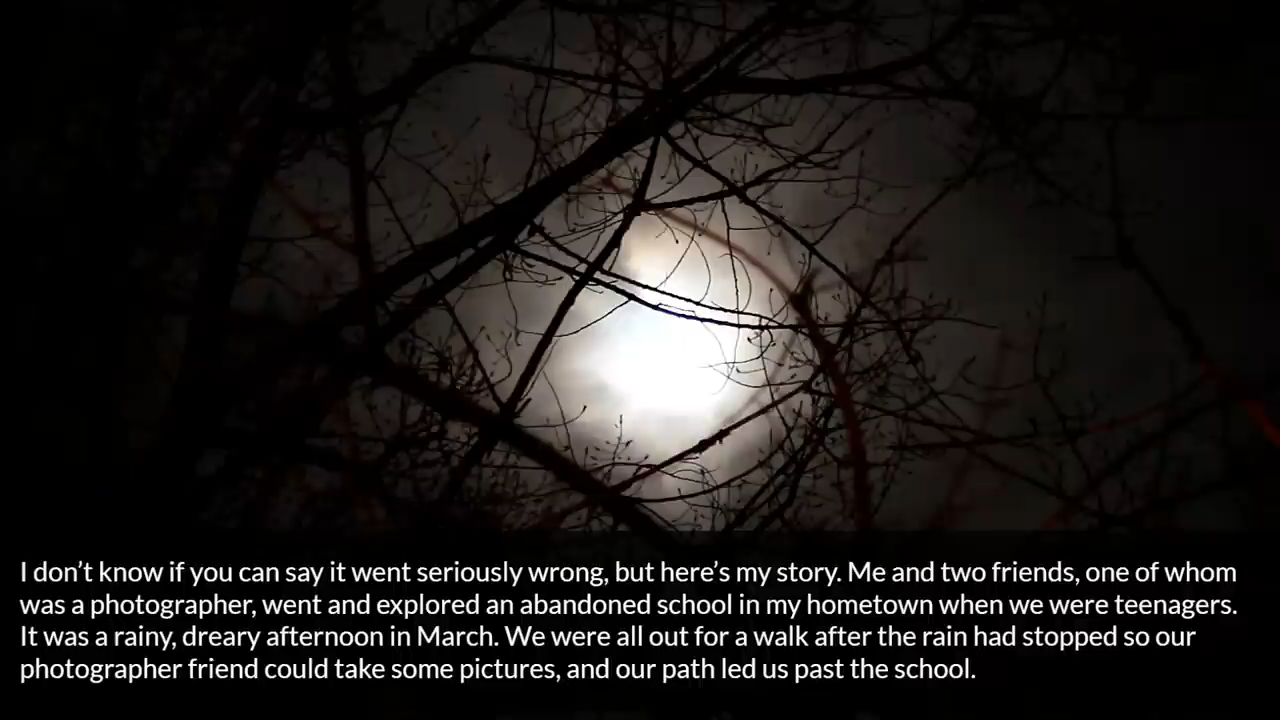 I don’t know if you can say it went seriously wrong, but here’s my story. Me and two friends, one of whom
was a photographer, went and explored an abandoned school in my hometown when we were teenagers.
It was a rainy, dreary afternoon in March. We were all out for a walk after the rain had stopped so our
photographer friend could take some pictures, and our path led us past the school.